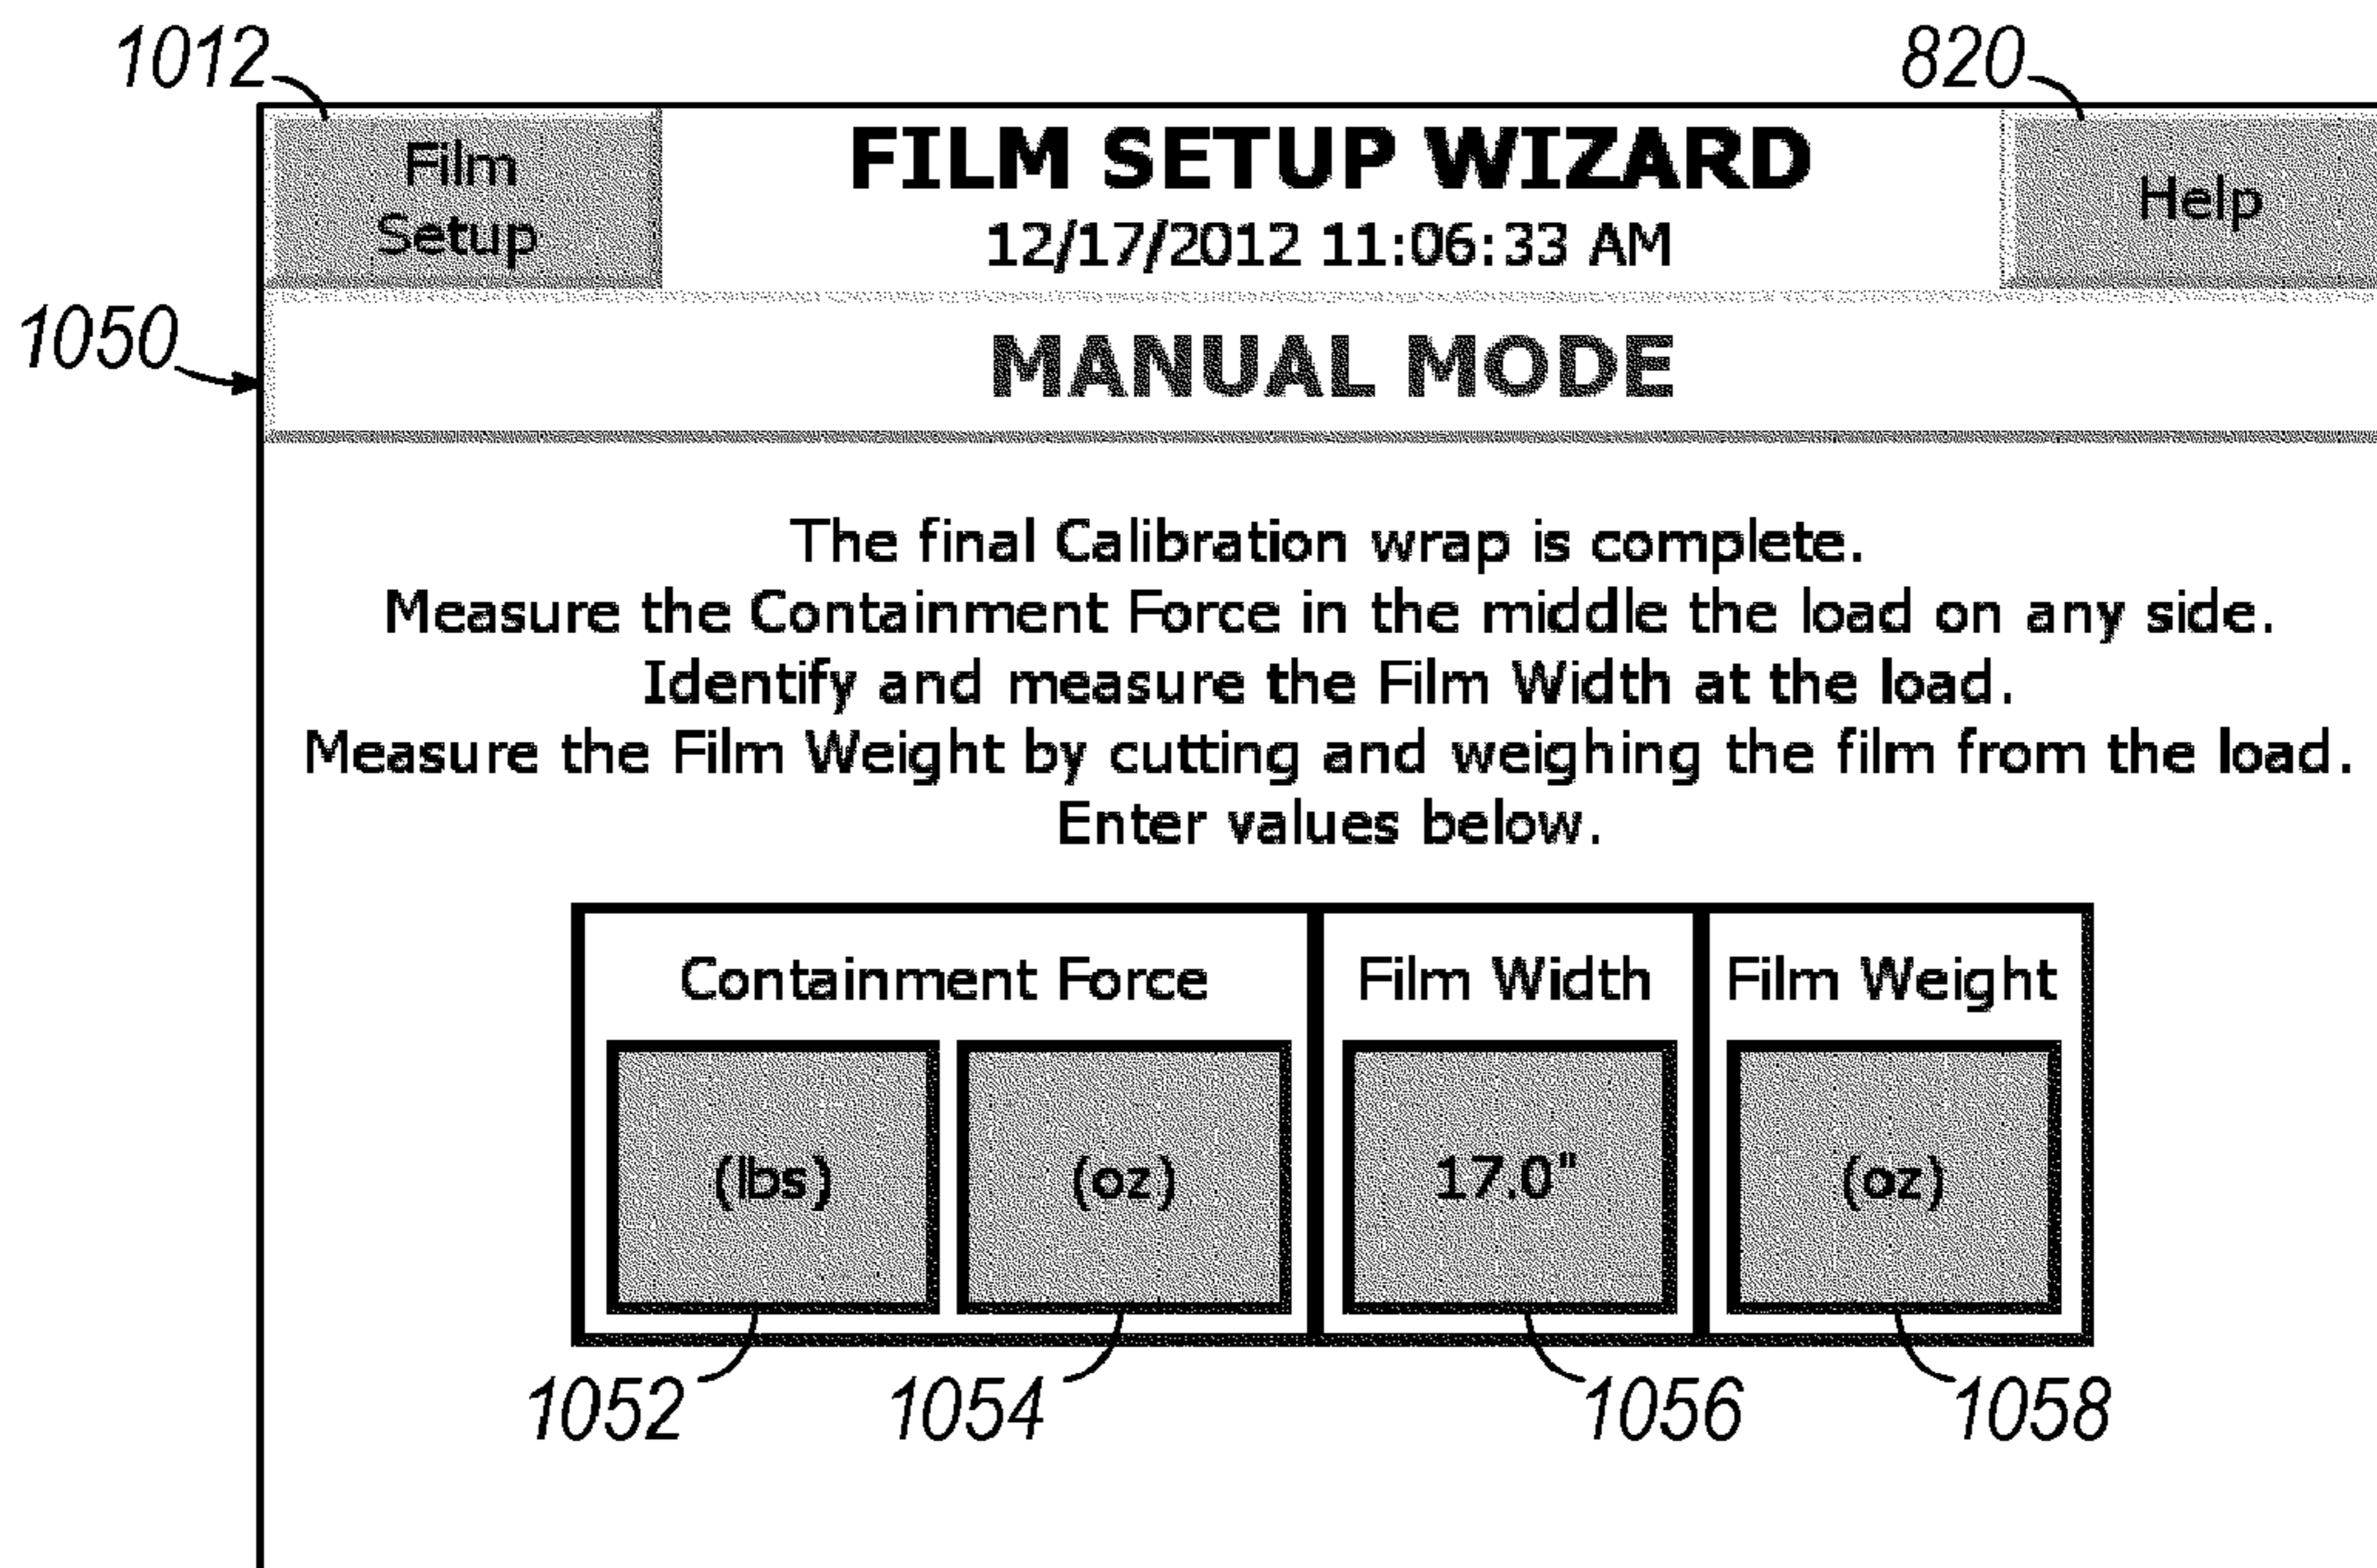 1012
820
Film
Setup
FILM SETUP WIZARD
12/17/2012 11:06:33 AM
Help
1050
MANUAL MODE
The final Calibration wrap is complete.
Measure the Containment Force in the middle the load on any side.
Identify and measure the Film Width at the load.
Measure the Film Weight by cutting and weighing the film from the load.
Enter values below.
Containment Force
Film Width
Film Weight
(lbs)
(oz)
17.0"
(oz)
1052
1054
1056
1058